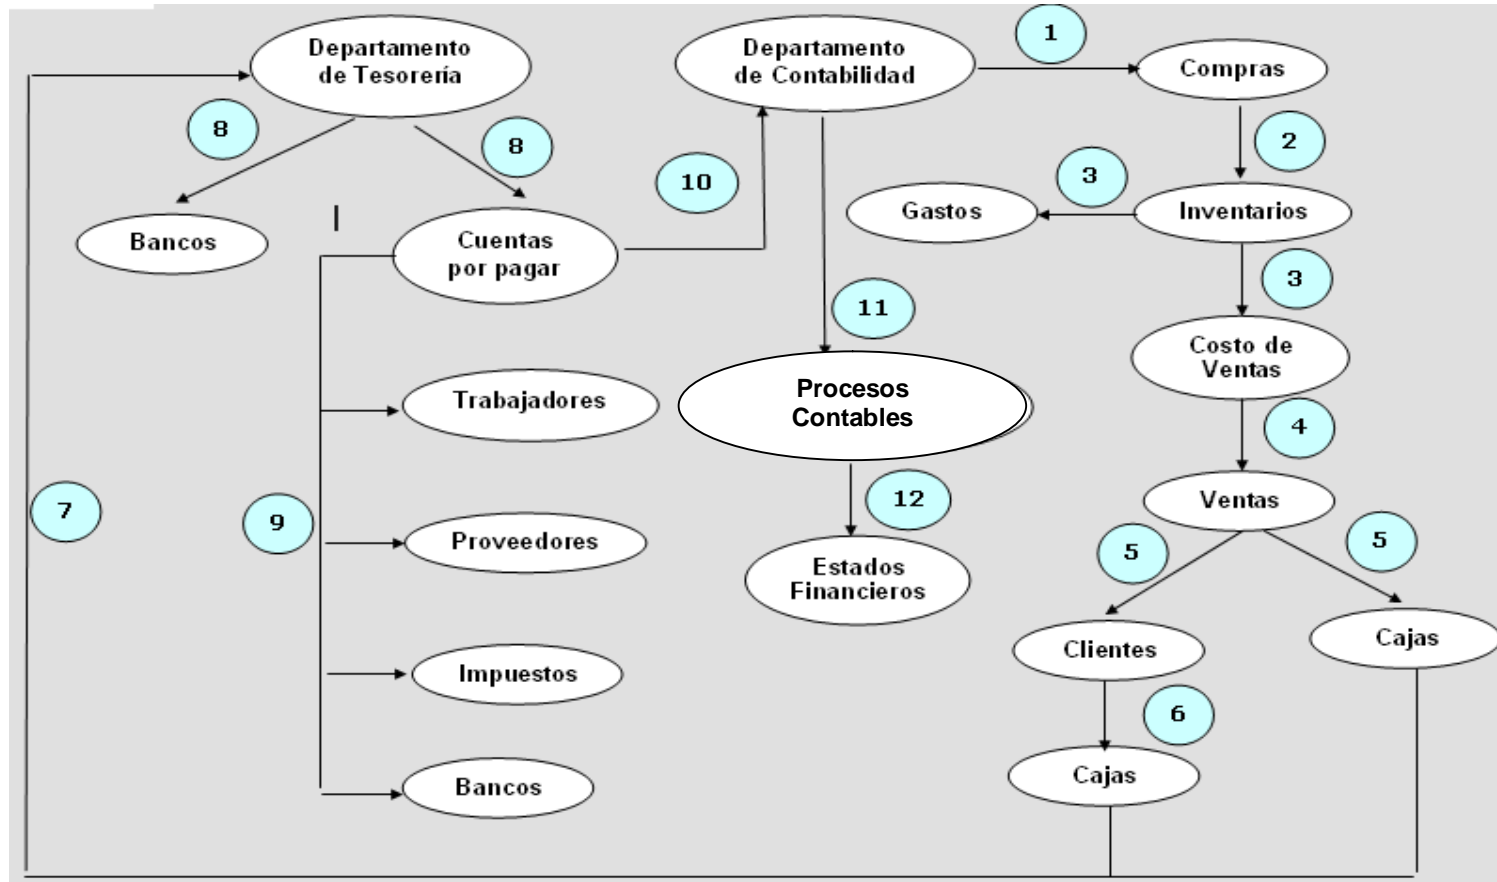 Departamento
de Tesorería
Departamento
de Contabilidad
1
Compras
8
8
10
2
3
Bancos
Cuentas
por pagar
Gastos
Inventarios
3
11
Costo de
Ventas
Trabajadores
Procesos
Contables
4
7
9
Proveedores
12
Ventas
5
5
Estados
Financieros
Clientes
Cajas
Impuestos
6
Bancos
Cajas